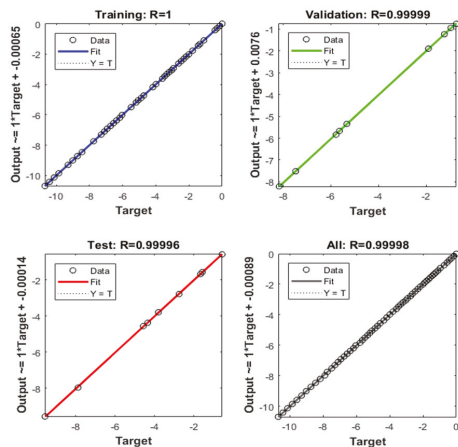 Training: R=1
Output ~= 1*Target + -0.00065
0
-2
-4
-6
-8
-10
Data
Fit
Y = T
-10 -8 -6 -4 -2 0
Target
Validation: R=0.99999
Output ~= 1*Target + 0.0076
-1
-2
-3
-4
-5
-6
-7
-8
Data
Fit
Y = T
-8 -6 -4 -2
Target
Test: R=0.99996
Output ~= 1*Target + -0.00014
-2
-4
-6
-8
Data
Fit
Y = T
-8 -6 -4 -2
Target
All: R=0.99998
Output ~= 1*Target + -0.00089
0
-2
-4
-6
-8
-10
Data
Fit
Y = T
-10 -8 -6 -4 -2 0
Target